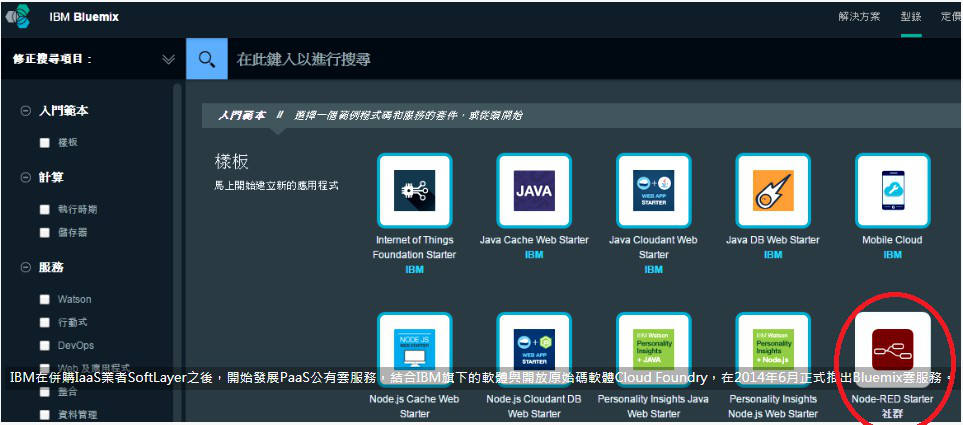 IBM Bluemix
解決方案
型錄
定價
修正搜尋項目：
在此鍵入以進行搜尋
入門範本
樣板
計算
執行時期
儲存器
服務
Watson
行動式
DevOps
Web 及應用程式
整合
資料管理
入門範本 // 選擇一個範例程式碼和服務的套件，或從頭開始
樣板
馬上開始建立新的應用程式
JAVA
WEB APP
STARTER
Internet of Things
Foundation Starter
IBM
Java Cache Web Starter
IBM
Java Cloudant Web
Starter
IBM
Java DB Web Starter
IBM
Mobile Cloud
IBM
NODE.JS
WEB STARTER
WEB APP
STARTER
IBM Watson
Personality
Insights
+ JAVA
IBM Watson
Personality
Insights
+ Node.js
IBM在併購IaaS業者SoftLayer之後，開始發展PaaS公有雲服務，結合IBM旗下的軟體與開放原始碼軟體Cloud Foundry，在2014年6月正式推出Bluemix雲服務。
Node.js Cache Web
Starter
Node.js Cloudant DB
Web Starter
Personality Insights Java
Web Starter
Personality Insights
Node.js Web Starter
Node-RED Starter
社群